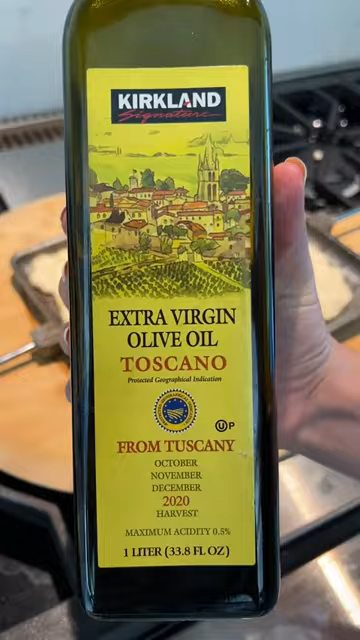 KIRKLAND
Signature
EXTRA VIRGIN
OLIVE OIL
TOSCANO
Protected Geographical Indication
UP
FROM TUSCANY
OCTOBER
NOVEMBER
DECEMBER
2020
HARVEST
MAXIMUM ACIDITY 0.5%
1 LITER (33.8 FL OZ)